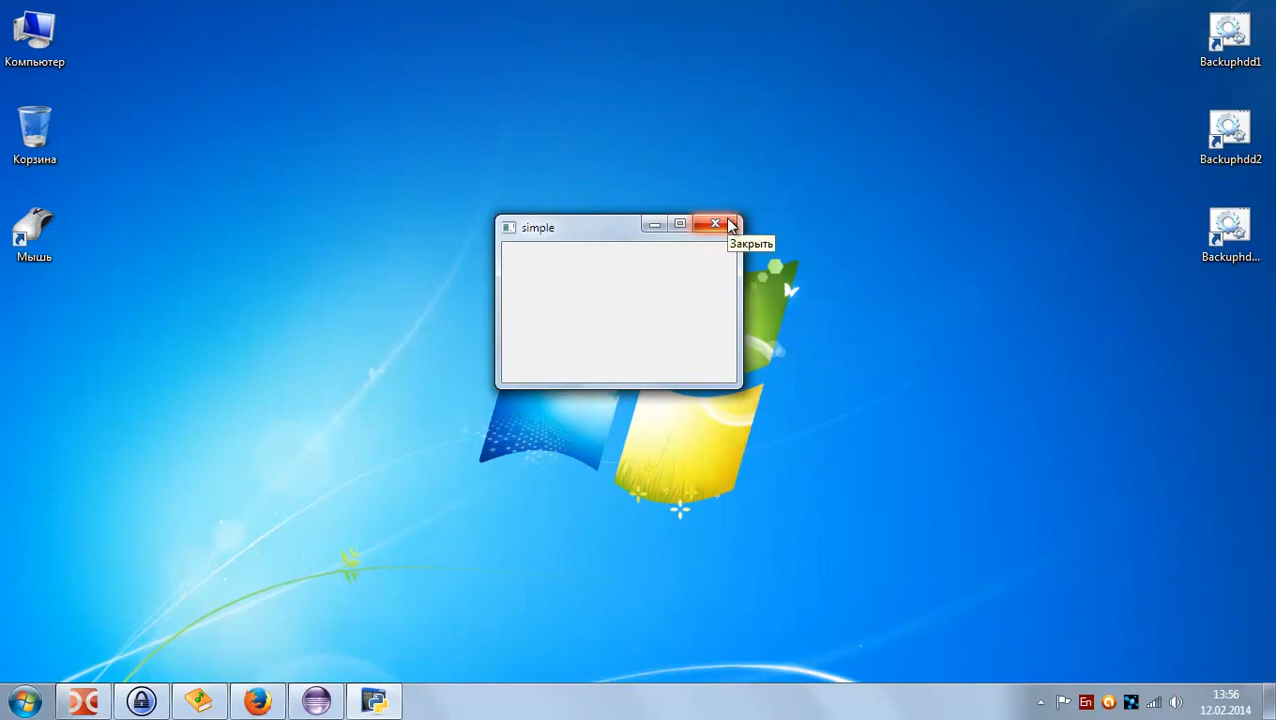 Компьютер
Корзина
Мышь
simple
Закрыть
Backuphdd1
Backuphdd2
Backuphd...
En
13:56
12.02.2014